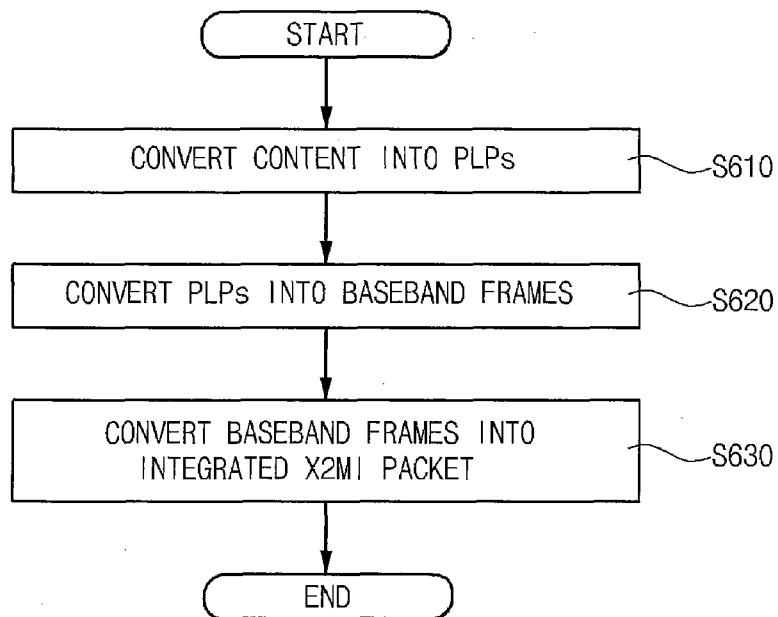 START
CONVERT CONTENT INTO PLPs
S610
CONVERT PLPs INTO BASEBAND FRAMES
S620
CONVERT BASEBAND FRAMES INTO
INTEGRATED X2MI PACKET
S630
END